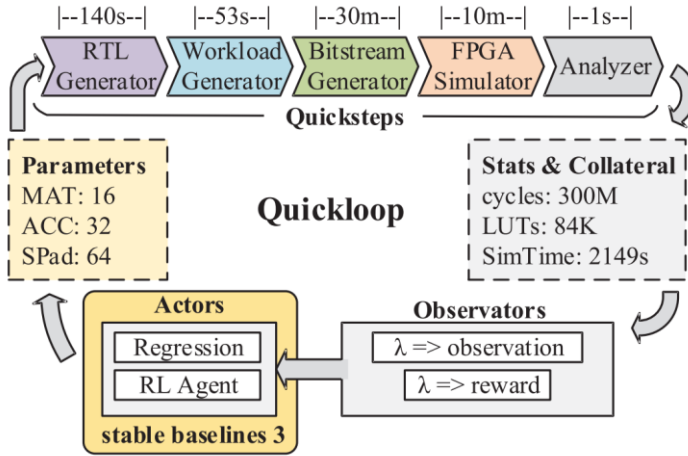 |--140s--| |--53s--| |--30m--| |--10m--| |--1s--|
RTL Generator
Workload Generator
Bitstream Generator
FPGA Simulator
Analyzer
Quicksteps
Parameters
MAT: 16
ACC: 32
SPad: 64
Quickloop
Stats & Collateral
cycles: 300M
LUTs: 84K
SimTime: 2149s
Actors
Regression
RL Agent
stable baselines 3
Observators
λ => observation
λ => reward